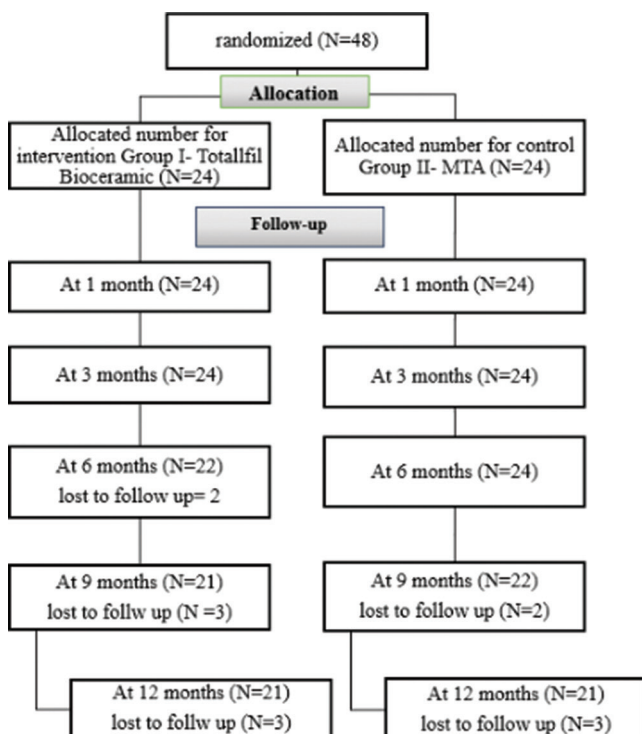 randomized (N=48)
Allocation
Allocated number for
intervention Group I- Totallfil
Bioceramic (N=24)
Allocated number for control
Group II- MTA (N=24)
Follow-up
At 1 month (N=24)
At 1 month (N=24)
At 3 months (N=24)
At 3 months (N=24)
At 6 months (N=22)
lost to follow up= 2
At 6 months (N=24)
At 9 months (N=21)
lost to follw up (N =3)
At 9 months (N=22)
lost to follow up (N=2)
At 12 months (N=21)
lost to follw up (N=3)
At 12 months (N=21)
lost to follow up (N=3)